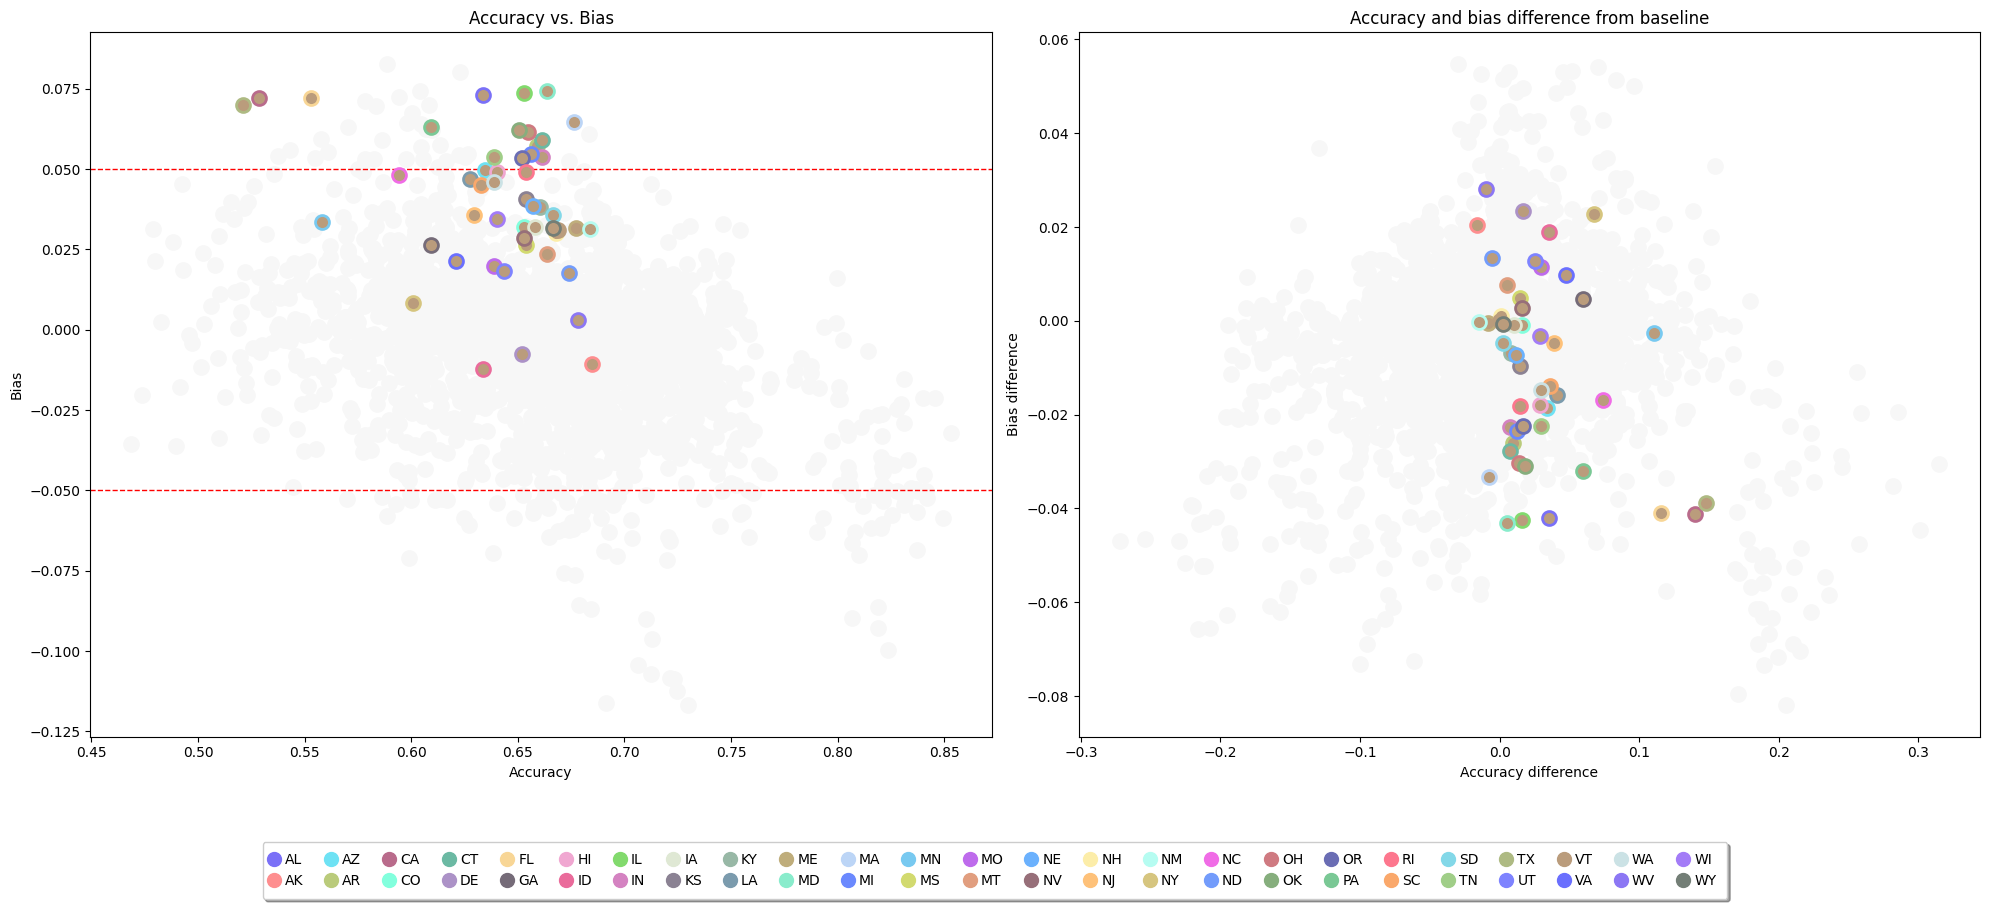 Accuracy vs. Bias
0.075
0.050
0.025
0.000
−0.025
−0.050
−0.075
−0.100
−0.125
Bias
0.45 0.50 0.55 0.60 0.65 0.70 0.75 0.80 0.85
Accuracy
Accuracy and bias difference from baseline
0.06
0.04
0.02
0.00
−0.02
−0.04
−0.06
−0.08
Bias difference
−0.3 −0.2 −0.1 0.0 0.1 0.2 0.3
Accuracy difference
AL AZ CA CT FL HI IL IA KY ME MA MN MO NE NH NM NC OH OR RI SD TX VT WA WI
AK AR CO DE GA ID IN KS LA MD MI MS MT NV NJ NY ND OK PA SC TN UT VA WV WY